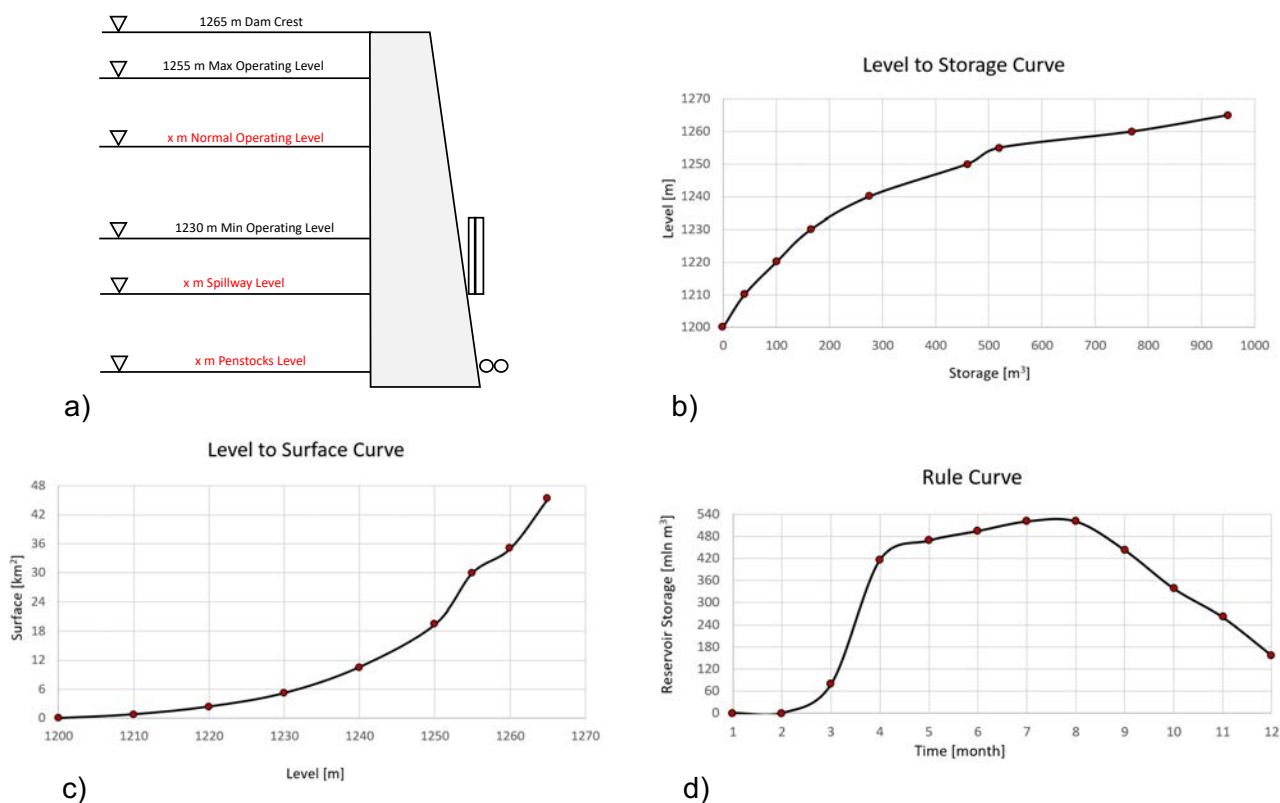 1265 m Dam Crest
1255 m Max Operating Level
x m Normal Operating Level
1230 m Min Operating Level
x m Spillway Level
x m Penstocks Level
a)
Level to Storage Curve
Level [m]
1270
1260
1250
1240
1230
1220
1210
1200
0 100 200 300 400 500 600 700 800 900 1000
Storage [m³]
b)
Level to Surface Curve
Surface [km²]
48
42
36
30
24
18
12
6
0
1200 1210 1220 1230 1240 1250 1260 1270
Level [m]
c)
Rule Curve
Reservoir Storage [mln m³]
540
480
420
360
300
240
180
120
60
0
1 2 3 4 5 6 7 8 9 10 11 12
Time [month]
d)